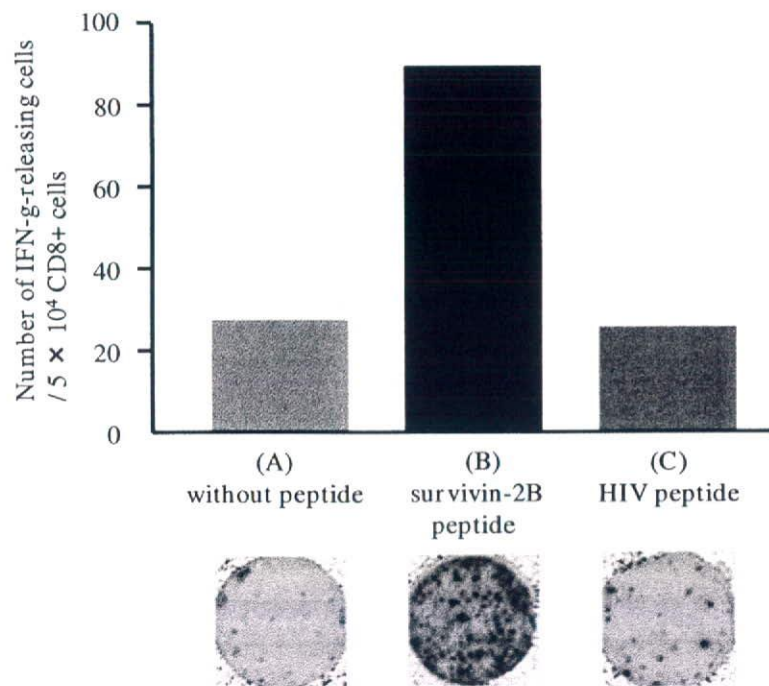 Number of IFN-g-releasing cells
/ 5 × 10⁴ CD8+ cells
100
80
60
40
20
0
(A)
without peptide
(B)
survivin-2B
peptide
(C)
HIV peptide